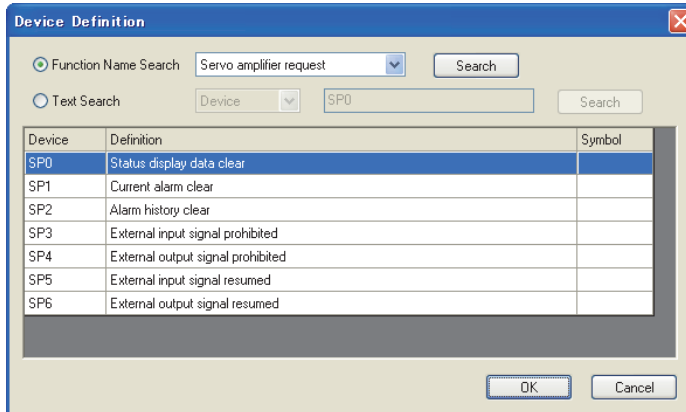 Device Definition
Function Name Search Servo amplifier request Search
Text Search Device SP0 Search
Device Definition Symbol
SP0 Status display data clear
SP1 Current alarm clear
SP2 Alarm history clear
SP3 External input signal prohibited
SP4 External output signal prohibited
SP5 External input signal resumed
SP6 External output signal resumed
OK Cancel